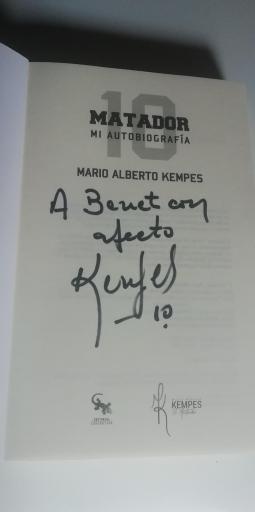 10
MATADOR
MI AUTOBIOGRAFÍA
MARIO ALBERTO KEMPES
A Benet con
afecto
Kempes
10.
KEMPES